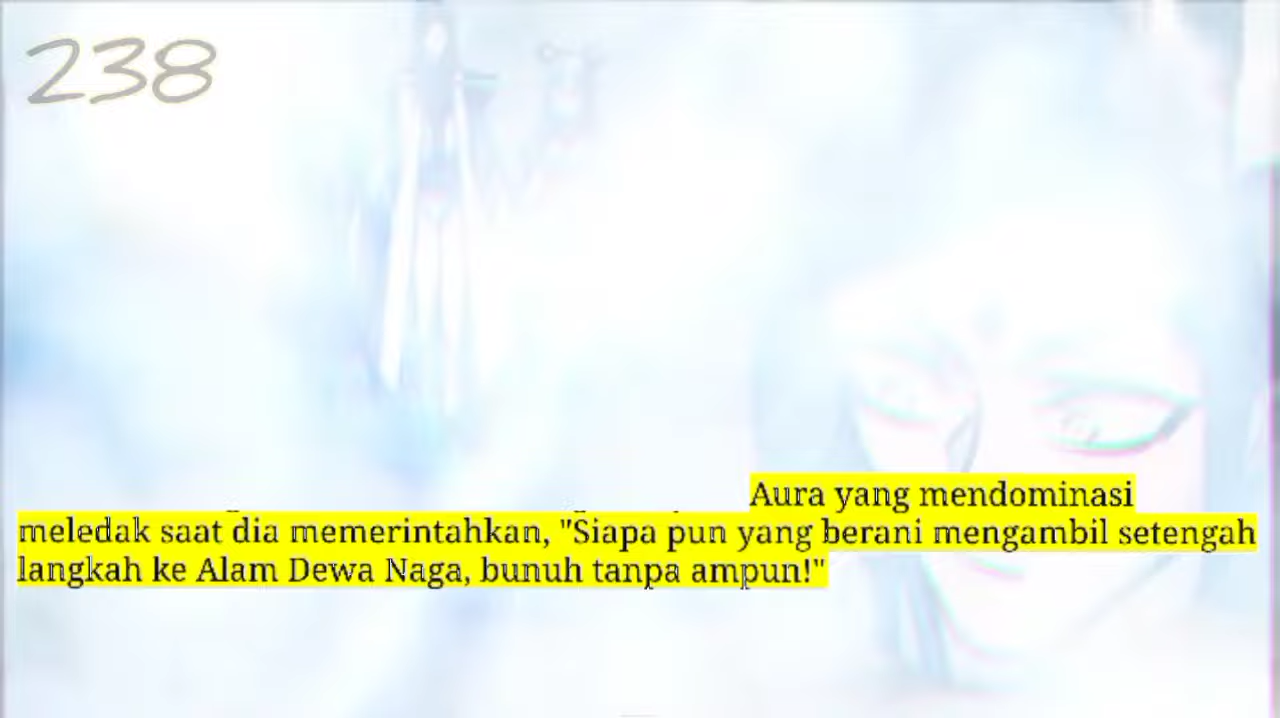 238
Aura yang mendominasi
meledak saat dia memerintahkan, "Siapa pun yang berani mengambil setengah
langkah ke Alam Dewa Naga, bunuh tanpa ampun!"